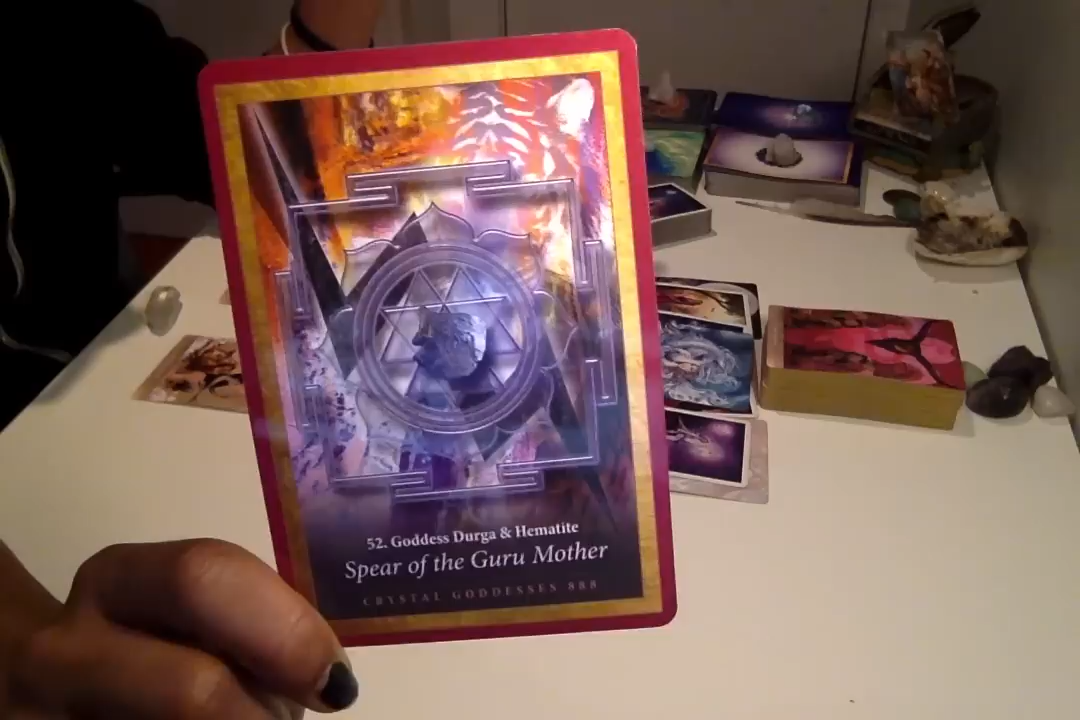 52. Goddess Durga & Hematite
Spear of the Guru Mother
CRYSTAL GODDESSES 888